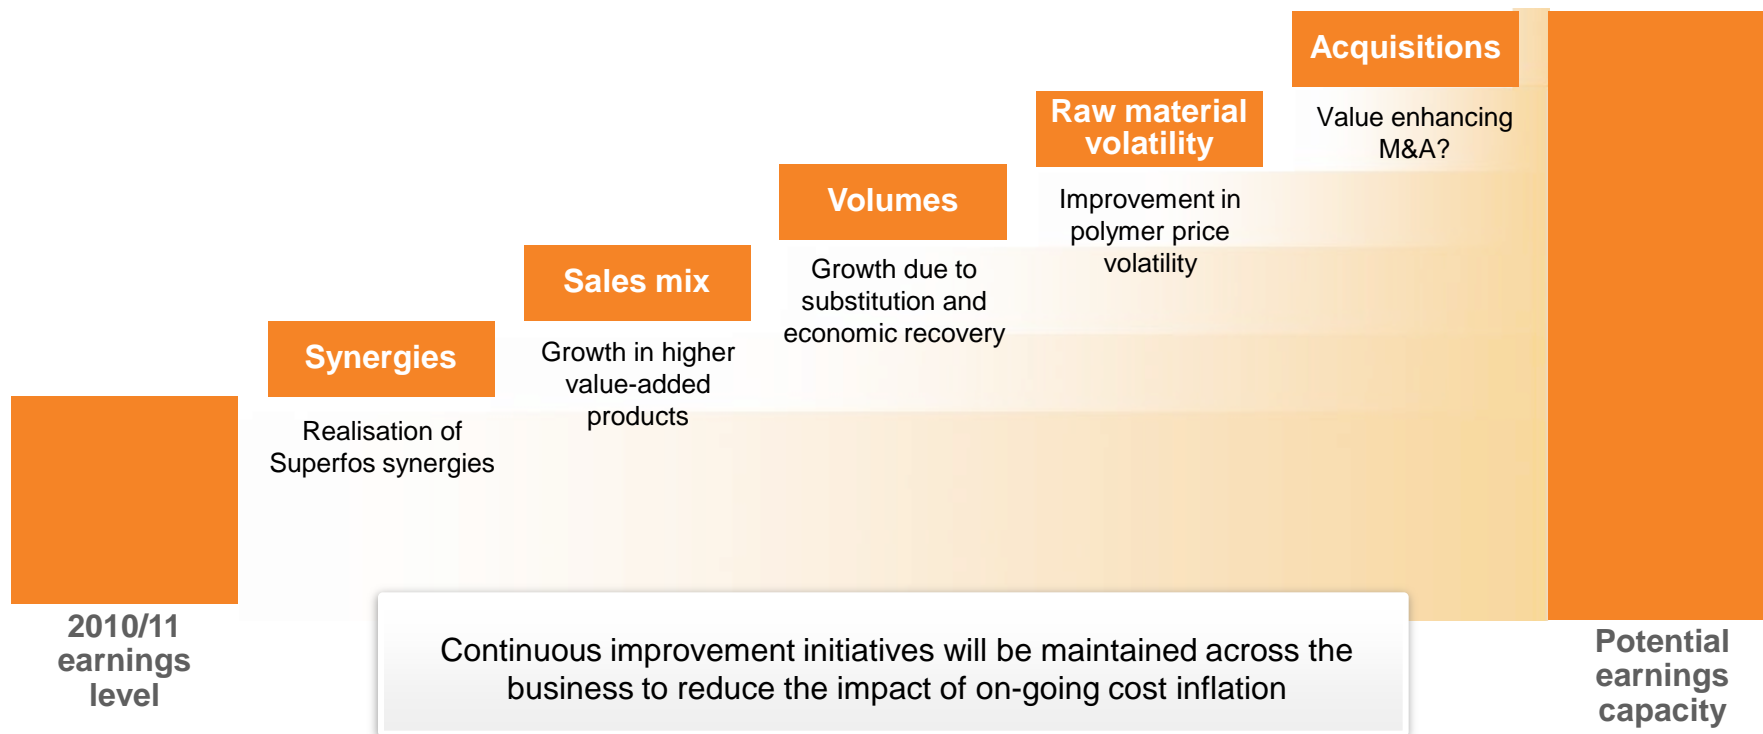 2010/11
earnings
level
Synergies
Realisation of
Superfos synergies
Sales mix
Growth in higher
value-added
products
Volumes
Growth due to
substitution and
economic recovery
Raw material
volatility
Improvement in
polymer price
volatility
Acquisitions
Value enhancing
M&A?
Potential
earnings
capacity
Continuous improvement initiatives will be maintained across the
business to reduce the impact of on-going cost inflation